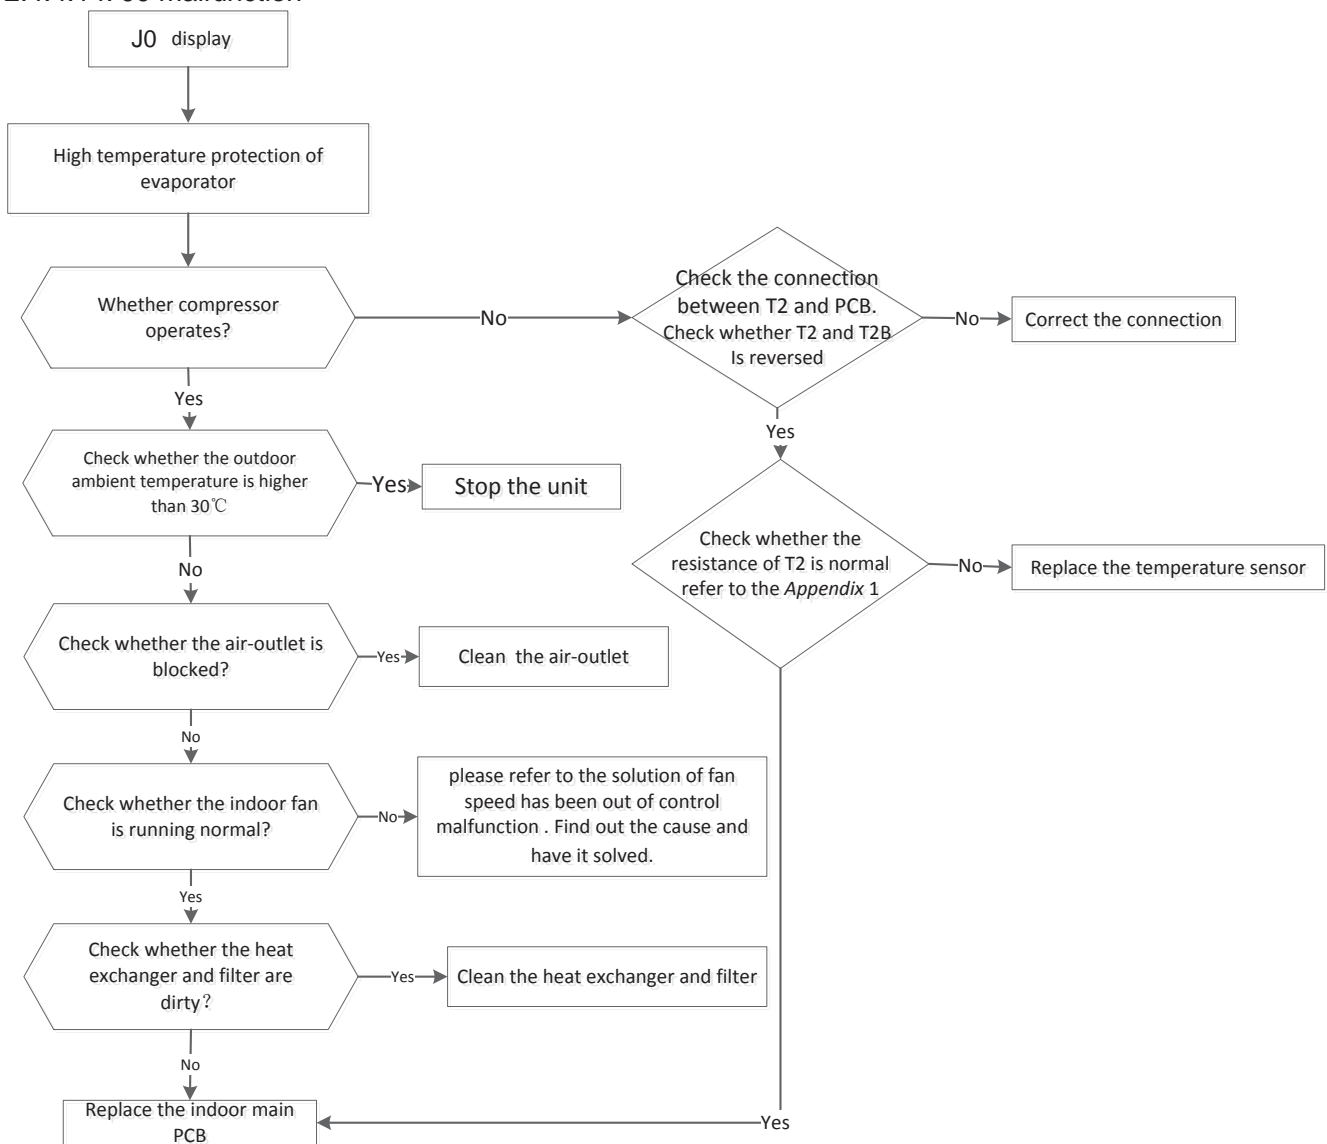 malfunction
J0 display
High temperature protection of
evaporator
Whether compressor
operates?
No
Check the connection
between T2 and PCB.
Check whether T2 and T2B
Is reversed
No
Correct the connection
Yes
Yes
Check whether the outdoor
ambient temperature is higher
than 30℃
Yes
Stop the unit
No
Check whether the
resistance of T2 is normal
refer to the Appendix 1
No
Replace the temperature sensor
Check whether the air-outlet is
blocked?
Yes
Clean the air-outlet
No
Check whether the indoor fan
is running normal?
No
please refer to the solution of fan
speed has been out of control
malfunction . Find out the cause and
have it solved.
Yes
Check whether the heat
exchanger and filter are
dirty？
Yes
Clean the heat exchanger and filter
No
Replace the indoor main
PCB
Yes